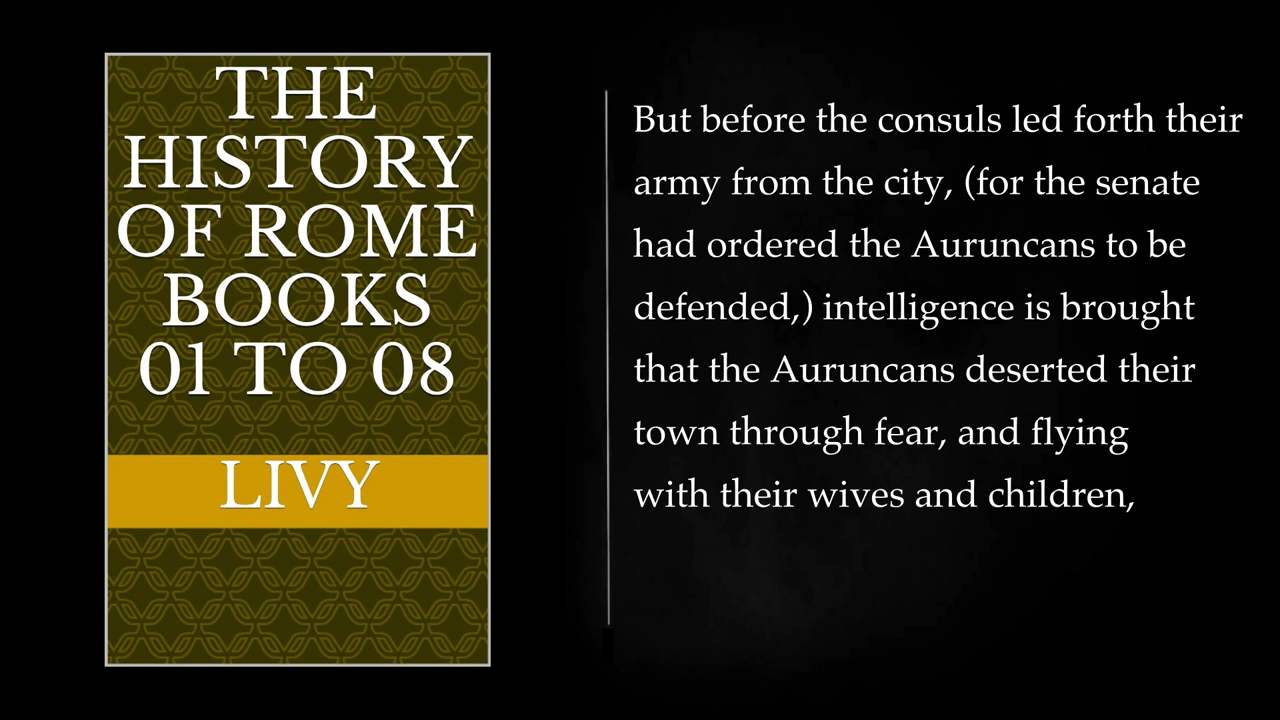 THE
HISTORY
OF ROME
BOOKS
01 TO 08
LIVY
But before the consuls led forth their
army from the city, (for the senate
had ordered the Auruncans to be
defended,) intelligence is brought
that the Auruncans deserted their
town through fear, and flying
with their wives and children,